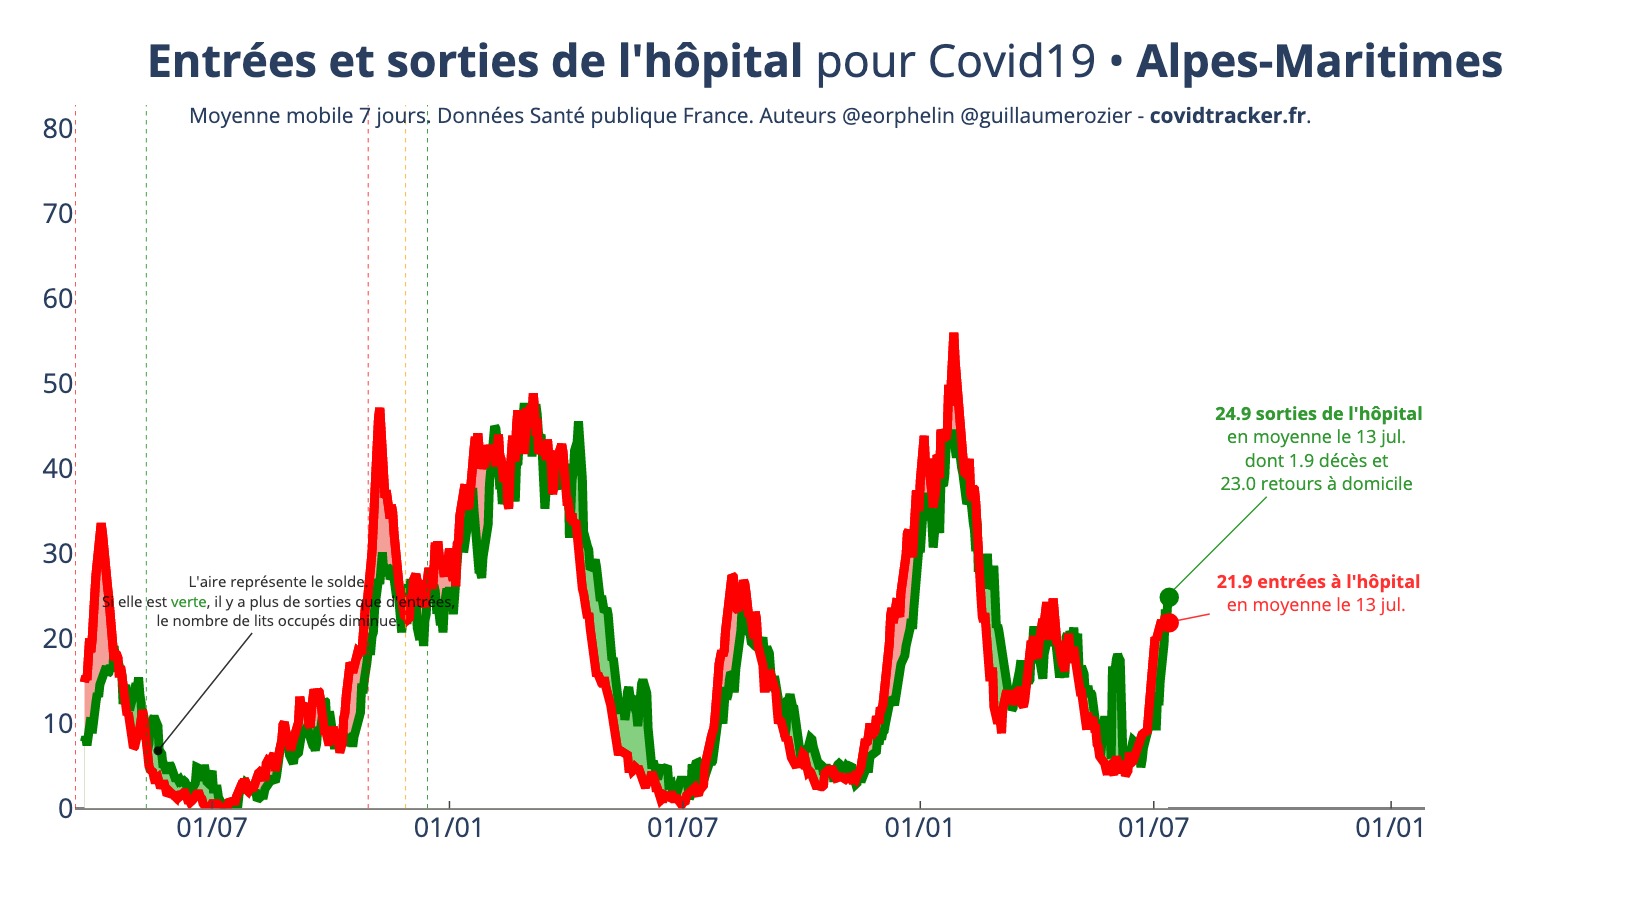 Entrées et sorties de l'hôpital pour Covid19 • Alpes-Maritimes
Moyenne mobile 7 jours. Données Santé publique France. Auteurs @eorphelin @guillaumerozier - covidtracker.fr.
80
70
60
50
40
30
20
10
0
L'aire représente le solde.
Si elle est verte, il y a plus de sorties que d'entrées,
le nombre de lits occupés diminue.
24.9 sorties de l'hôpital
en moyenne le 13 jul.
dont 1.9 décès et
23.0 retours à domicile
21.9 entrées à l'hôpital
en moyenne le 13 jul.
01/07
01/01
01/07
01/01
01/07
01/01